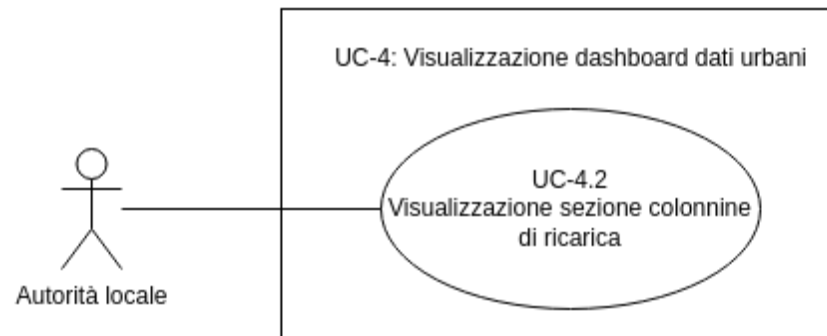 UC-4: Visualizzazione dashboard dati urbani
UC-4.2
Visualizzazione sezione colonnine
di ricarica
Autorità locale